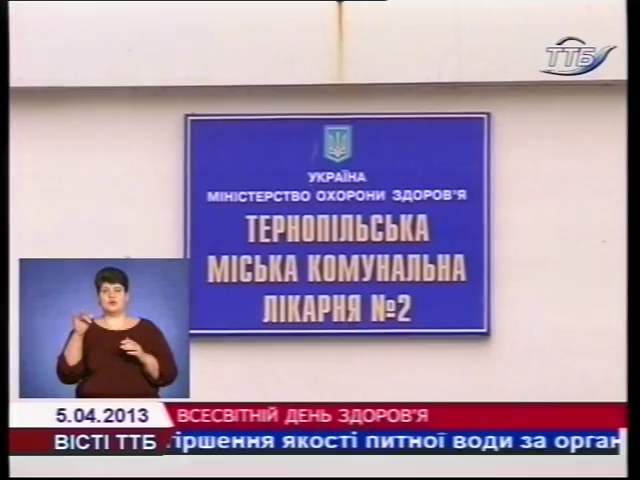 ТТБ
УКРАЇНА
МІНІСТЕРСТВО ОХОРОНИ ЗДОРОВ'Я
ТЕРНОПІЛЬСЬКА
МІСЬКА КОМУНАЛЬНА
ЛІКАРНЯ №2
5.04.2013 ВСЕСВІТНІЙ ДЕНЬ ЗДОРОВ'Я
ВІСТІ ТТБ гіршення якості питної води за орган